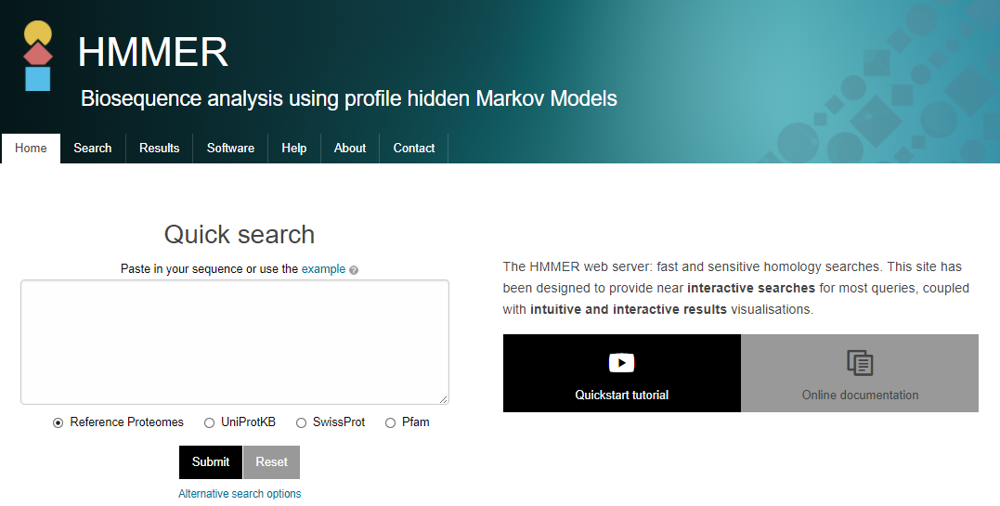 HMMER
Biosequence analysis using profile hidden Markov Models
Home Search Results Software Help About Contact
Quick search
Paste in your sequence or use the example ?
Reference Proteomes UniProtKB SwissProt Pfam
Submit Reset
Alternative search options
The HMMER web server: fast and sensitive homology searches. This site has
been designed to provide near interactive searches for most queries, coupled
with intuitive and interactive results visualisations.
Quickstart tutorial Online documentation